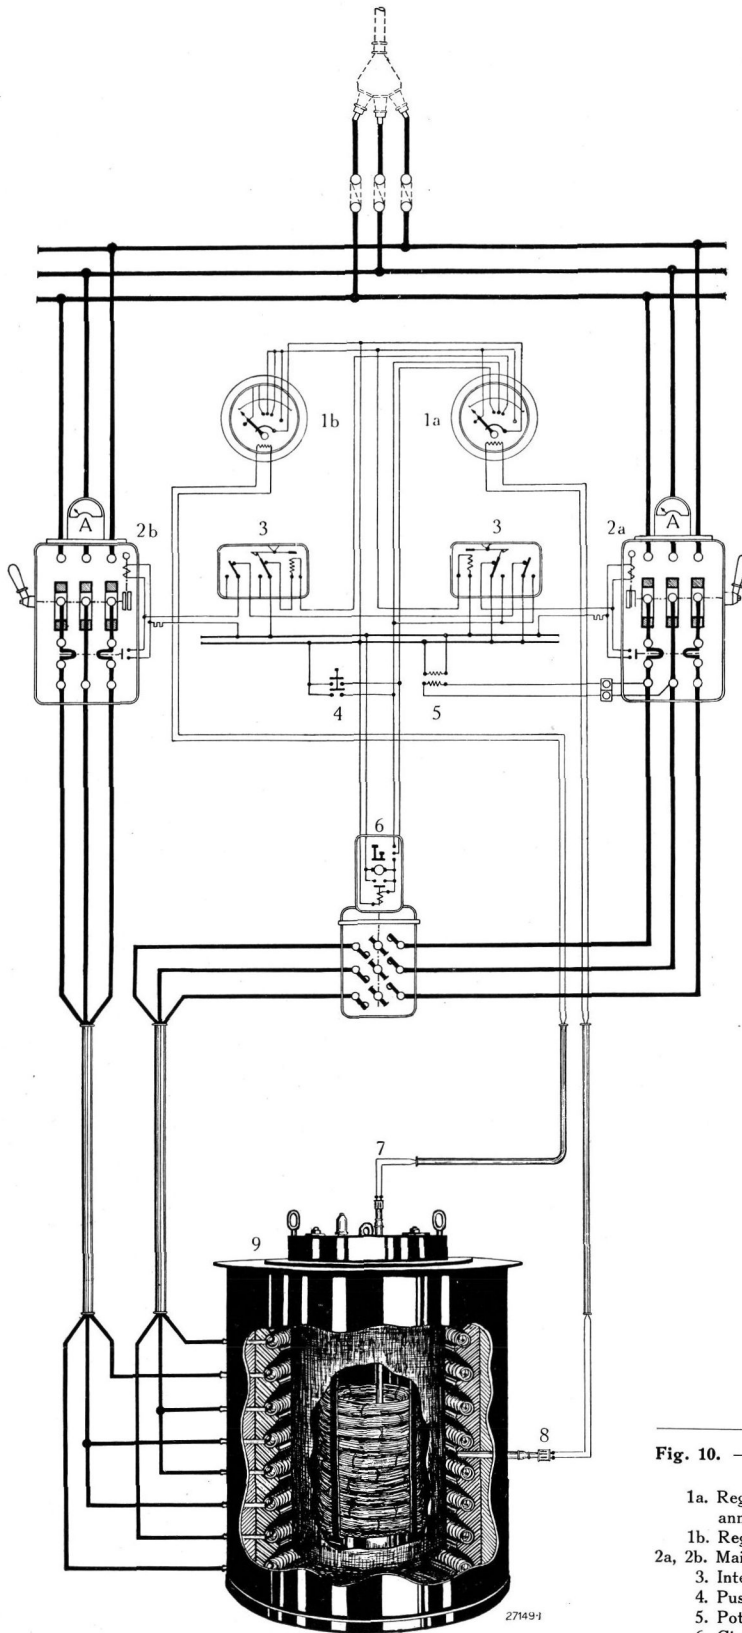 1b
1a
A
2b
3
3
2a
A
4
5
6
7
9
8
27149-1
Fig. 10. —
1a. Reg
ann
1b. Reg
2a, 2b. Mai
3. Inte
4. Pus
5. Pot